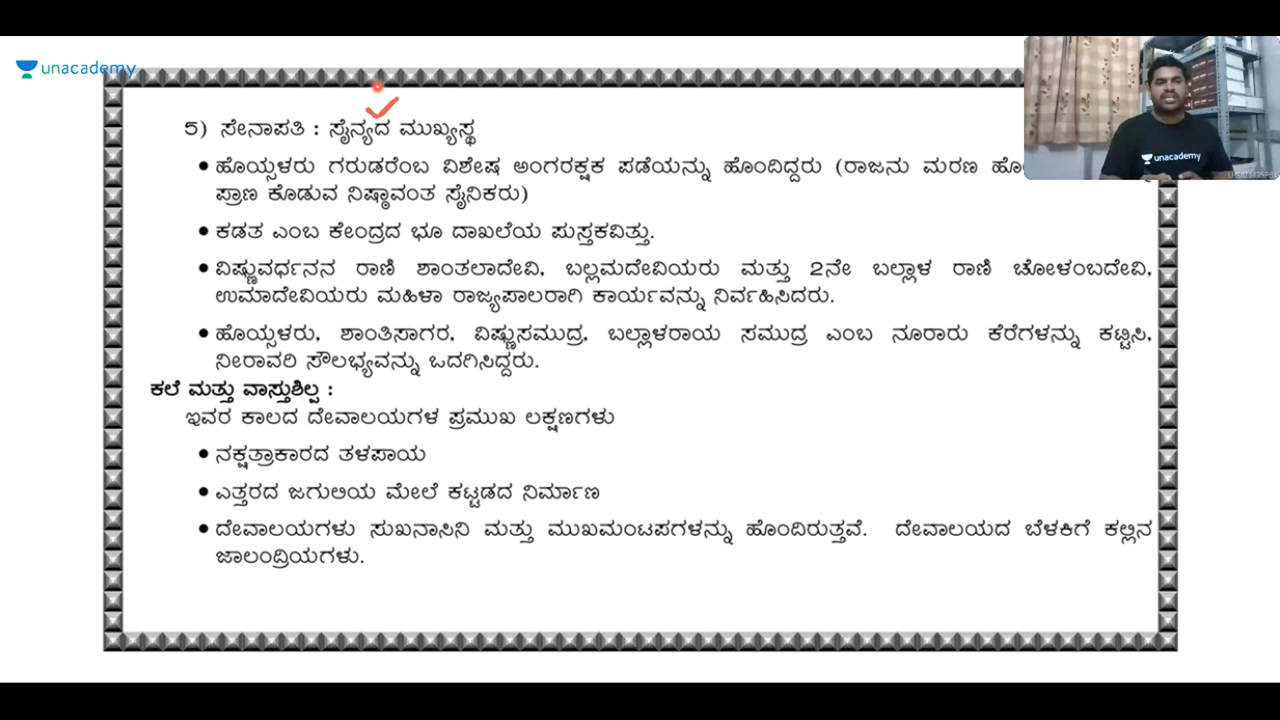 unacademy
5) ಸೇನಾಪತಿ : ಸೈನ್ಯದ ಮುಖ್ಯಸ್ಥ
• ಹೊಯ್ಸಳರು ಗರುಡರೆಂಬ ವಿಶೇಷ ಅಂಗರಕ್ಷಕ ಪಡೆಯನ್ನು ಹೊಂದಿದ್ದರು (ರಾಜನು ಮರಣ
ಪ್ರಾಣ ಕೊಡುವ ನಿಷ್ಠಾವಂತ ಸೈನಿಕರು)
• ಕಡತ ಎಂಬ ಕೇಂದ್ರದ ಭೂ ದಾಖಲೆಯ ಪುಸ್ತಕವಿತ್ತು.
• ವಿಷ್ಣುವರ್ಧನನ ರಾಣಿ ಶಾಂತಲಾದೇವಿ, ಬಲ್ಲಮದೇವಿಯರು ಮತ್ತು 2ನೇ ಬಲ್ಲಾಳ ರಾಣಿ ಚೋಳಂಬದೇವಿ,
ಉಮಾದೇವಿಯರು ಮಹಿಳಾ ರಾಜ್ಯಪಾಲರಾಗಿ ಕಾರ್ಯವನ್ನು ನಿರ್ವಹಿಸಿದರು.
• ಹೊಯ್ಸಳರು, ಶಾಂತಿಸಾಗರ, ವಿಷ್ಣುಸಮುದ್ರ, ಬಲ್ಲಾಳರಾಯ ಸಮುದ್ರ ಎಂಬ ನೂರಾರು ಕೆರೆಗಳನ್ನು ಕಟ್ಟಿಸಿ,
ನೀರಾವರಿ ಸೌಲಭ್ಯವನ್ನು ಒದಗಿಸಿದ್ದರು.
ಕಲೆ ಮತ್ತು ವಾಸ್ತುಶಿಲ್ಪ :
ಇವರ ಕಾಲದ ದೇವಾಲಯಗಳ ಪ್ರಮುಖ ಲಕ್ಷಣಗಳು
• ನಕ್ಷತ್ರಾಕಾರದ ತಳಪಾಯ
• ಎತ್ತರದ ಜಗುಲಿಯ ಮೇಲೆ ಕಟ್ಟಡದ ನಿರ್ಮಾಣ
• ದೇವಾಲಯಗಳು ಸುಖನಾಸಿನಿ ಮತ್ತು ಮುಖಮಂಟಪಗಳನ್ನು ಹೊಂದಿರುತ್ತವೆ. ದೇವಾಲಯದ ಬೆಳಕಿಗೆ ಕಲ್ಲಿನ
ಜಾಲಂದ್ರಿಯಗಳು.
unacademy